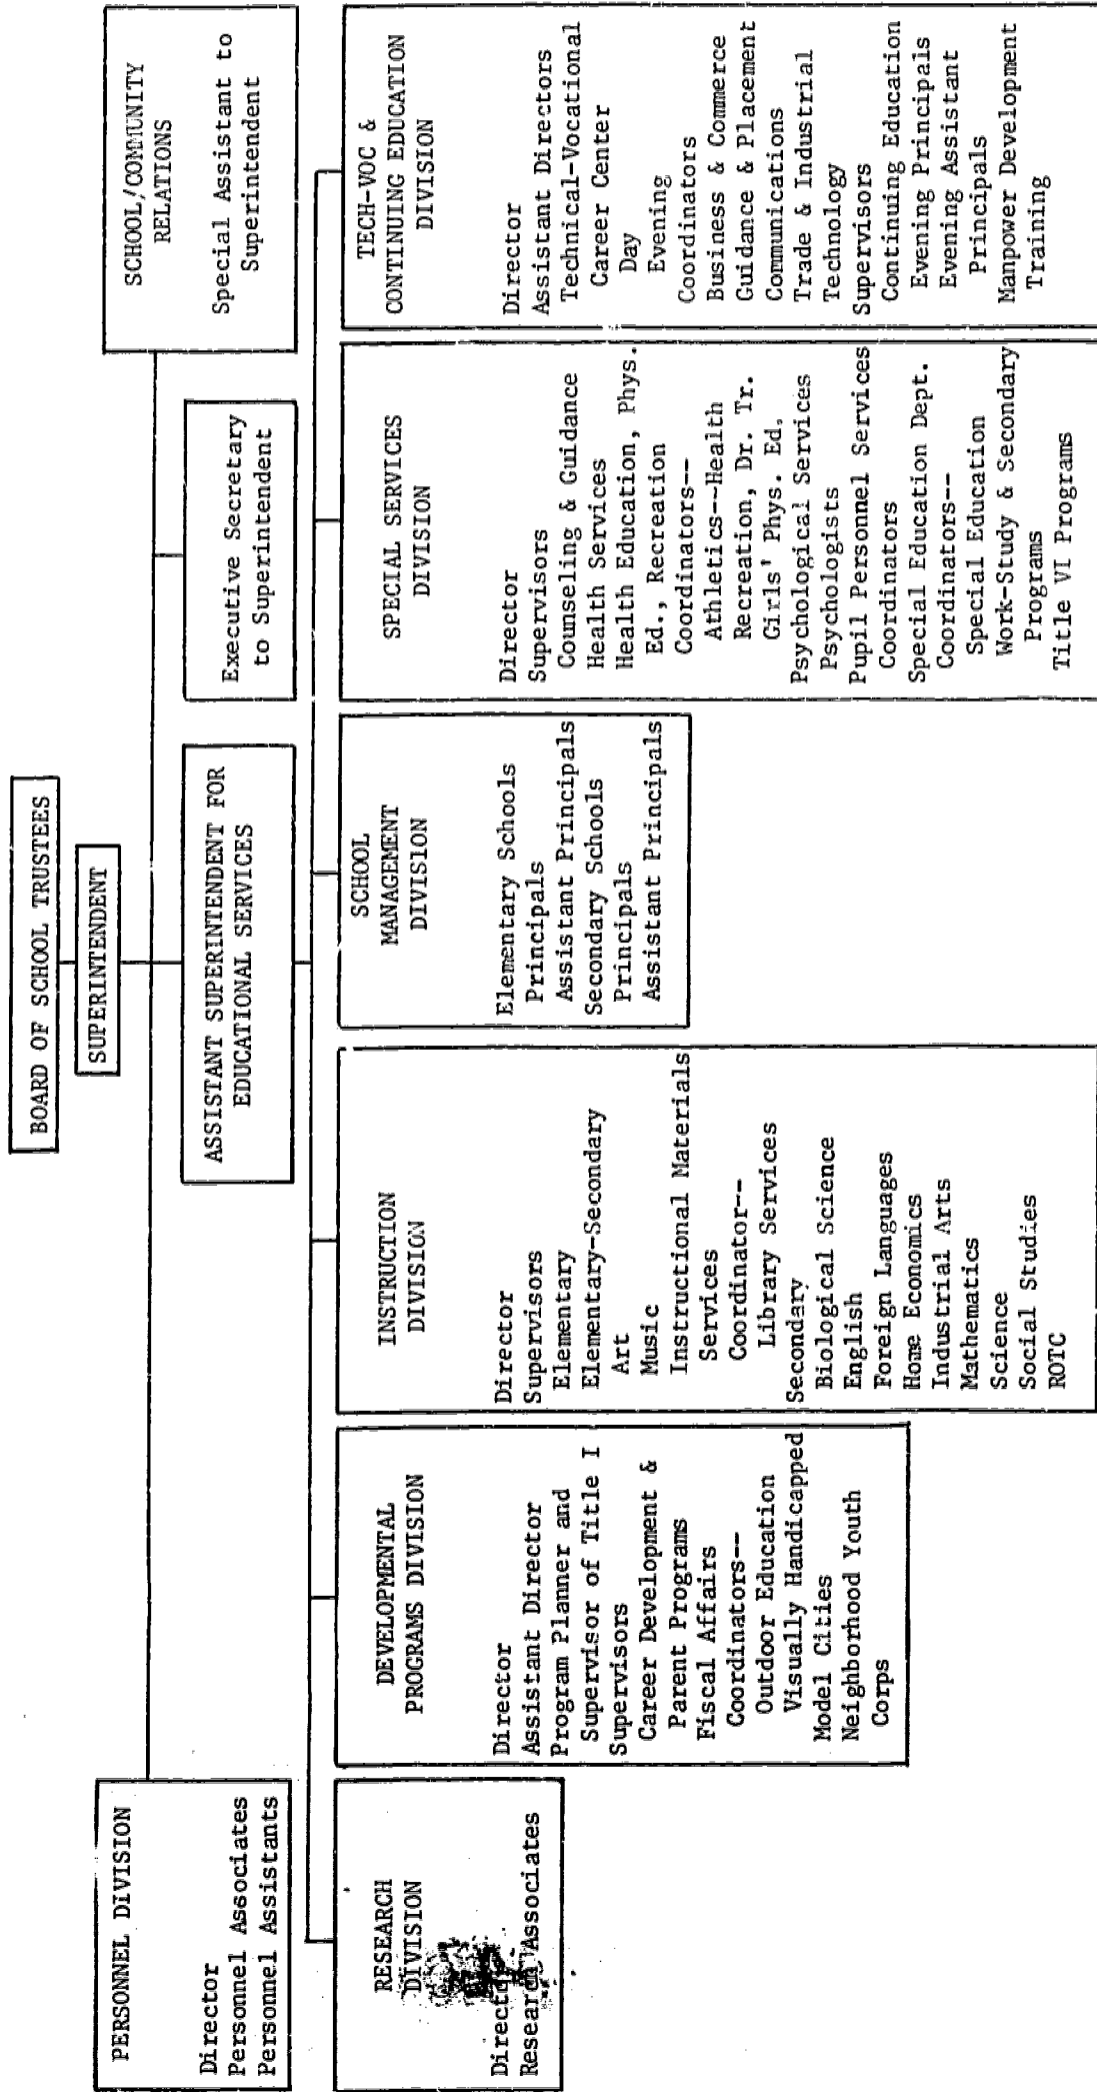 BOARD OF SCHOOL TRUSTEES
SUPERINTENDENT
PERSONNEL DIVISION
Director
Personnel Associates
Personnel Assistants
ASSISTANT SUPERINTENDENT FOR
EDUCATIONAL SERVICES
Executive Secretary
to Superintendent
SCHOOL/COMMUNITY
RELATIONS
Special Assistant to
Superintendent
RESEARCH
DIVISION
Director
Research Associates
DEVELOPMENTAL
PROGRAMS DIVISION
Director
Assistant Director
Program Planner and
Supervisor of Title I
Supervisors
Career Development &
Parent Programs
Fiscal Affairs
Coordinators--
Outdoor Education
Visually Handicapped
Model Cities
Neighborhood Youth
Corps
INSTRUCTION
DIVISION
Director
Supervisors
Elementary
Elementary-Secondary
Art
Music
Instructional Materials
Services
Coordinator--
Library Services
Secondary
Biological Science
English
Foreign Languages
Home Economics
Industrial Arts
Mathematics
Science
Social Studies
ROTC
SCHOOL
MANAGEMENT
DIVISION
Elementary Schools
Principals
Assistant Principals
Secondary Schools
Principals
Assistant Principals
SPECIAL SERVICES
DIVISION
Director
Supervisors
Counseling & Guidance
Health Services
Health Education, Phys.
Ed., Recreation
Coordinators--
Athletics--Health
Recreation, Dr. Tr.
Girls' Phys. Ed.
Psychological Services
Psychologists
Pupil Personnel Services
Coordinators
Special Education Dept.
Coordinators--
Special Education
Work-Study & Secondary
Programs
Title VI Programs
TECH-VOC &
CONTINUING EDUCATION
DIVISION
Director
Assistant Directors
Technical-Vocational
Career Center
Day
Evening
Coordinators
Business & Commerce
Guidance & Placement
Communications
Trade & Industrial
Technology
Supervisors
Continuing Education
Evening Principals
Evening Assistant
Principals
Manpower Development
Training